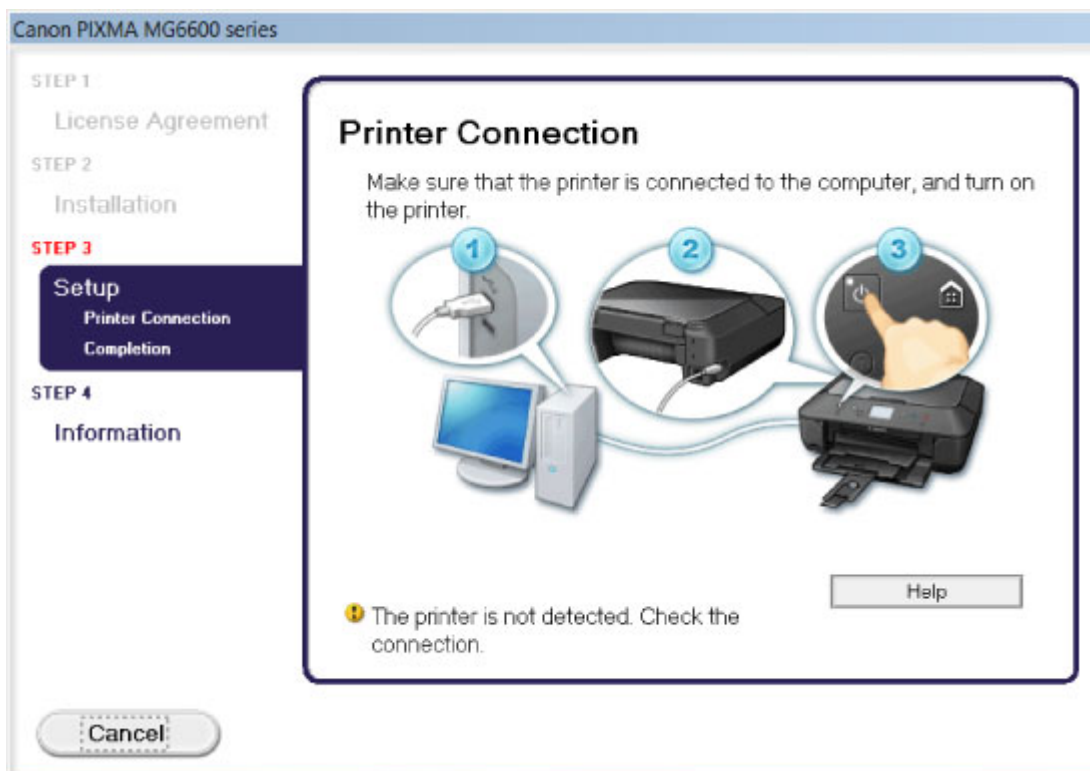 Canon PIXMA MG6600 series
STEP 1
License Agreement
STEP 2
Installation
STEP 3
Setup
Printer Connection
Completion
STEP 4
Information
Printer Connection
Make sure that the printer is connected to the computer, and turn on
the printer.
1
2
3
Help
The printer is not detected. Check the
connection.
Cancel